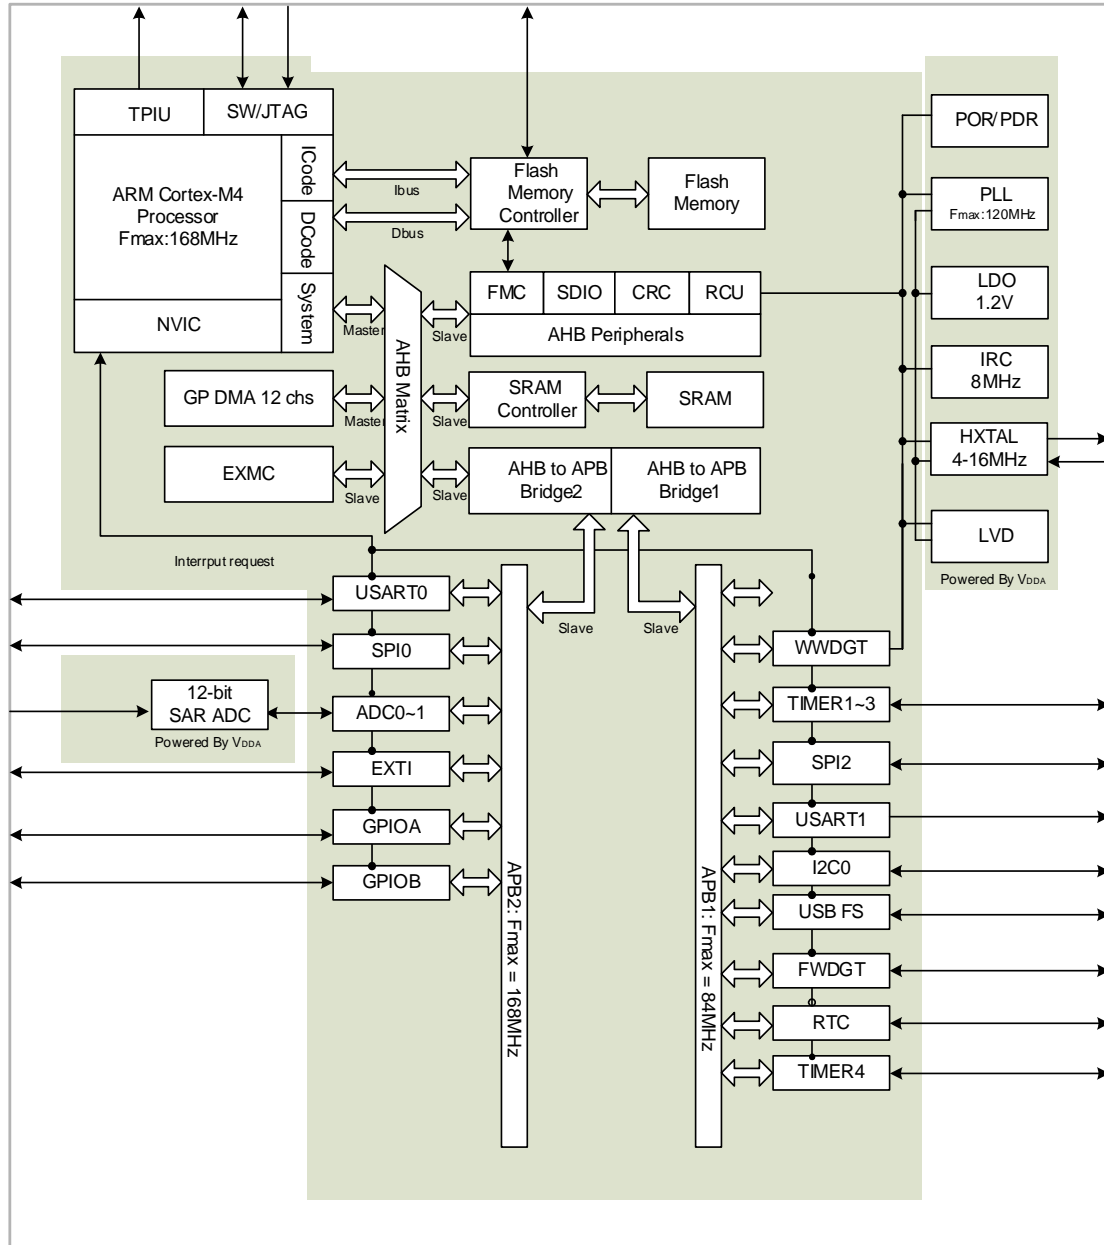 TPIU
SW/JTAG
ARM Cortex-M4
Processor
Fmax:168MHz
ICode
DCode
System
NVIC
Ibus
Dbus
Flash
Memory
Controller
Flash
Memory
FMC
SDIO
CRC
RCU
AHB Peripherals
Master
Slave
AHB Matrix
GP DMA 12 chs
Master
Slave
SRAM
Controller
SRAM
EXMC
Slave
Slave
AHB to APB
Bridge2
AHB to APB
Bridge1
POR/PDR
PLL
Fmax:120MHz
LDO
1.2V
IRC
8MHz
HXTAL
4-16MHz
LVD
Powered By VDDA
Interrput request
Slave
Slave
USART0
SPI0
12-bit
SAR ADC
Powered By VDDA
ADC0~1
EXTI
GPIOA
GPIOB
APB2: Fmax = 168MHz
APB1: Fmax = 84MHz
WWDGT
TIMER1~3
SPI2
USART1
I2C0
USB FS
FWDGT
RTC
TIMER4